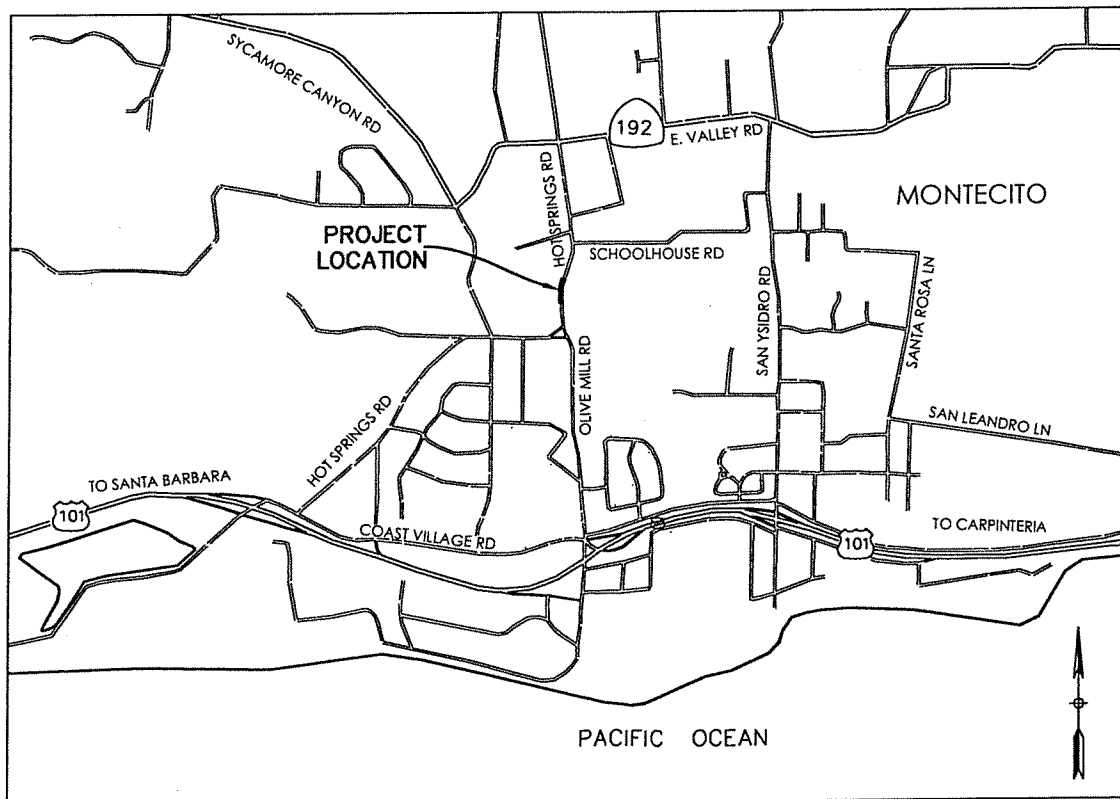 SYCAMORE CANYON RD
192
E. VALLEY RD
HOT SPRINGS RD
MONTECITO
PROJECT
LOCATION
SCHOOLHOUSE RD
SAN YSIDRO RD
SANTA ROSA LN
OLIVE MILL RD
HOT SPRINGS RD
SAN LEANDRO LN
TO SANTA BARBARA
101
COAST VILLAGE RD
101
TO CARPINTERIA
PACIFIC OCEAN